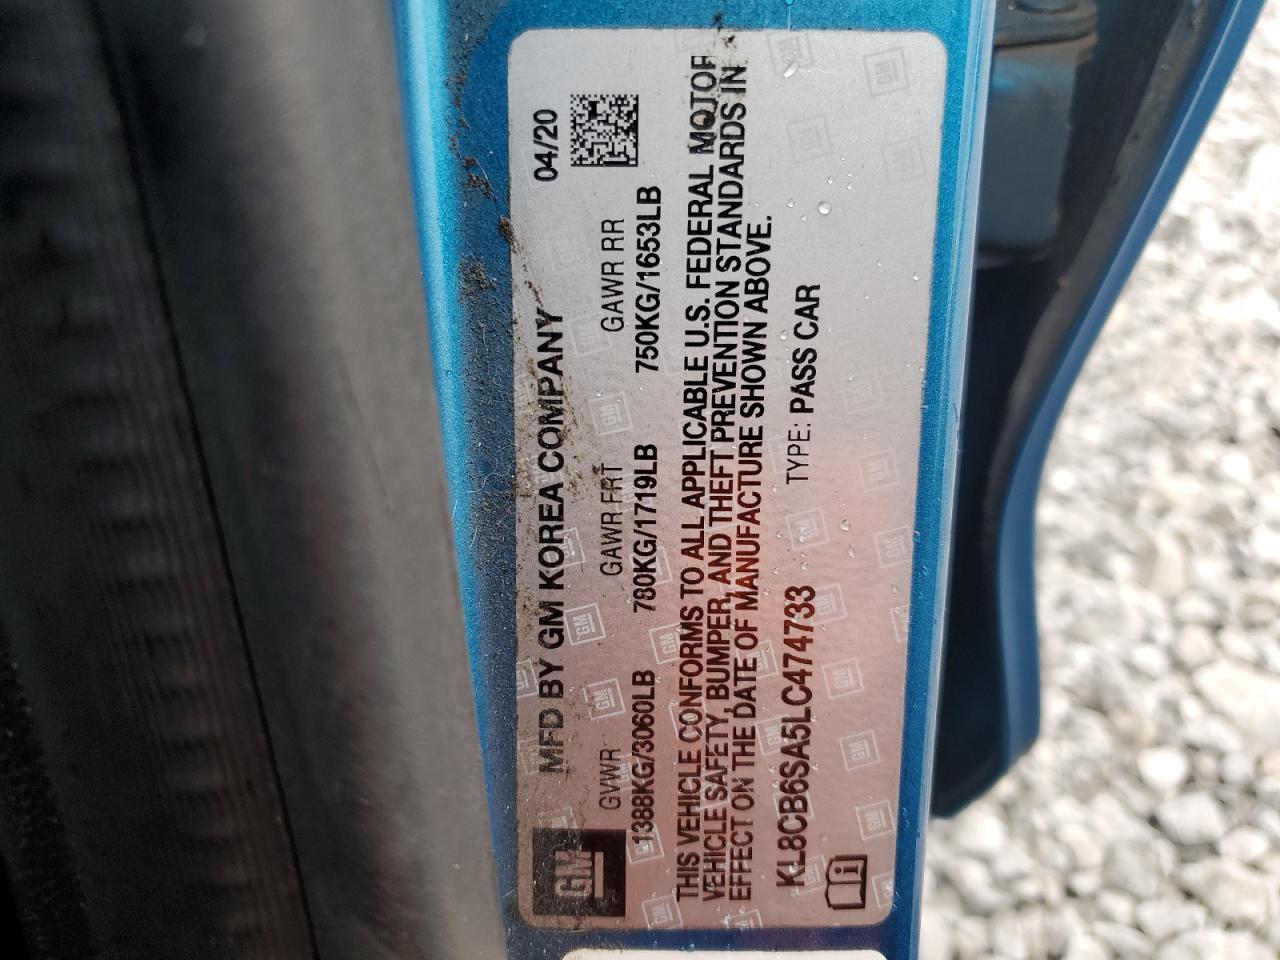 GM
MFD BY GM KOREA COMPANY 04/20
GVWR GAWR FRT GAWR RR
1388KG/3060LB 780KG/1719LB 750KG/1653LB
THIS VEHICLE CONFORMS TO ALL APPLICABLE U.S. FEDERAL MOTOR
VEHICLE SAFETY, BUMPER, AND THEFT PREVENTION STANDARDS IN
EFFECT ON THE DATE OF MANUFACTURE SHOWN ABOVE.
KL8CB6SA5LC474733 TYPE: PASS CAR